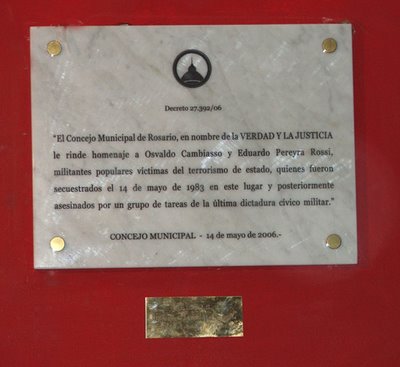 Decreto 27.392/06
"El Concejo Municipal de Rosario, en nombre de la VERDAD Y LA JUSTICIA
le rinde homenaje a Osvaldo Cambiasso y Eduardo Pereyra Rossi,
militantes populares victimas del terrorismo de estado, quienes fueron
secuestrados el 14 de mayo de 1983 en este lugar y posteriormente
asesinados por un grupo de tareas de la última dictadura cívico militar."
CONCEJO MUNICIPAL - 14 de mayo de 2006.-